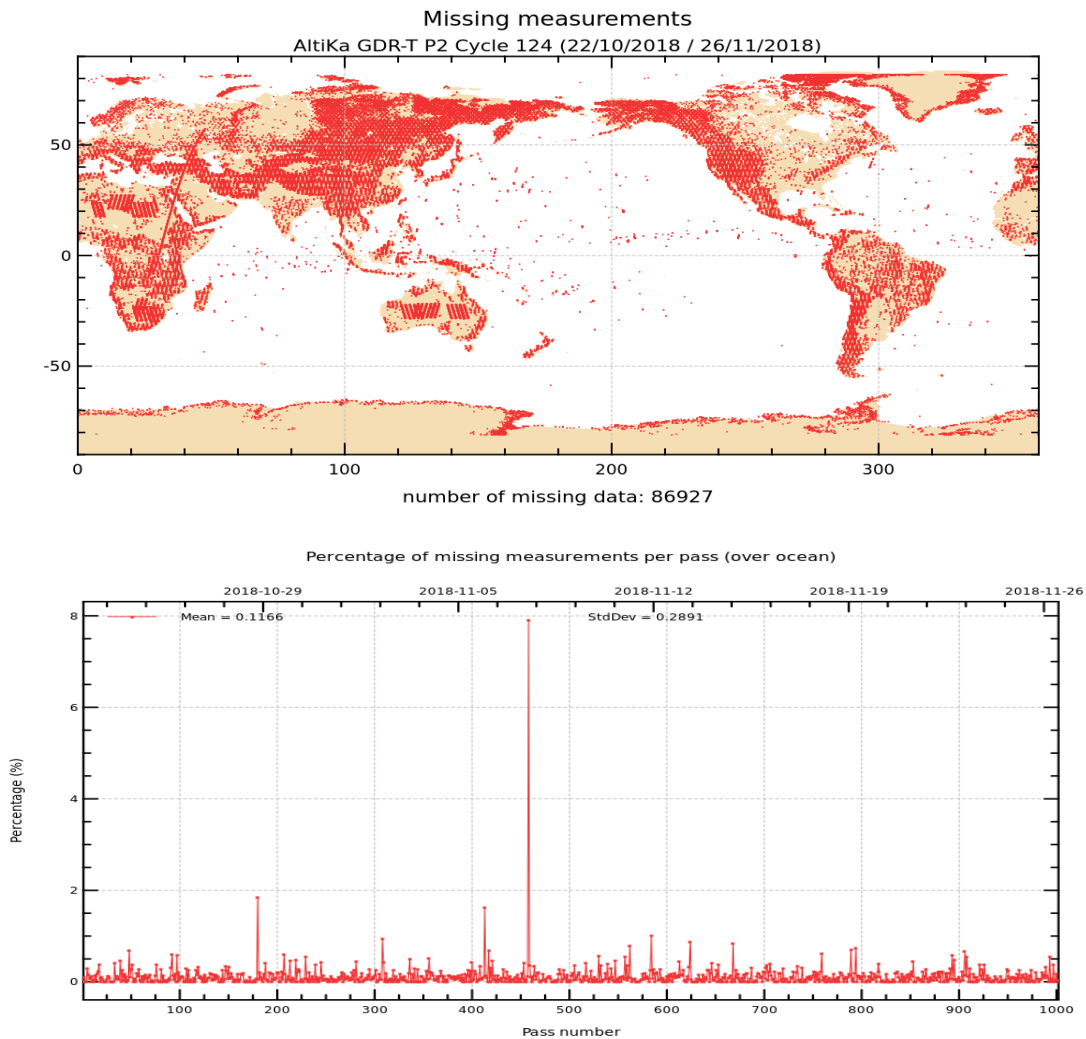 Missing measurements
AltiKa GDR-T P2 Cycle 124 (22/10/2018 / 26/11/2018)
50
0
-50
0 100 200 300
number of missing data: 86927
Percentage of missing measurements per pass (over ocean)
2018-10-29 2018-11-05 2018-11-12 2018-11-19 2018-11-26
Mean = 0.1166 StdDev = 0.2891
8
6
4
2
0
Percentage (%)
100 200 300 400 500 600 700 800 900 1000
Pass number